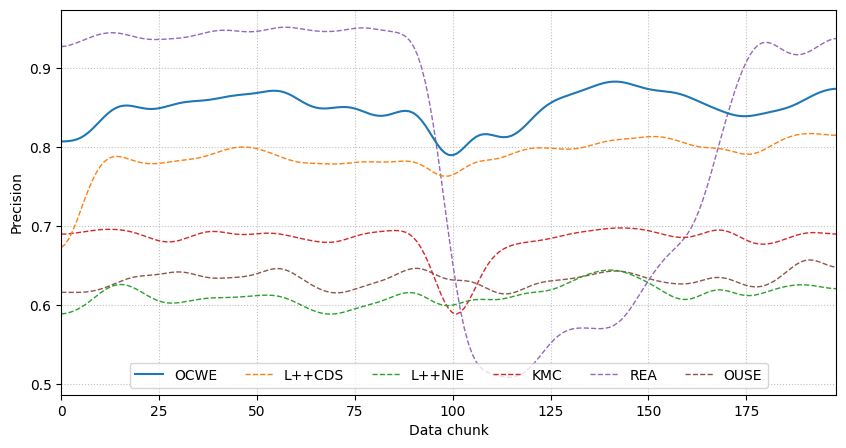 0.9
0.8
0.7
0.6
0.5
Precision
OCWE L++CDS L++NIE KMC REA OUSE
0 25 50 75 100 125 150 175
Data chunk